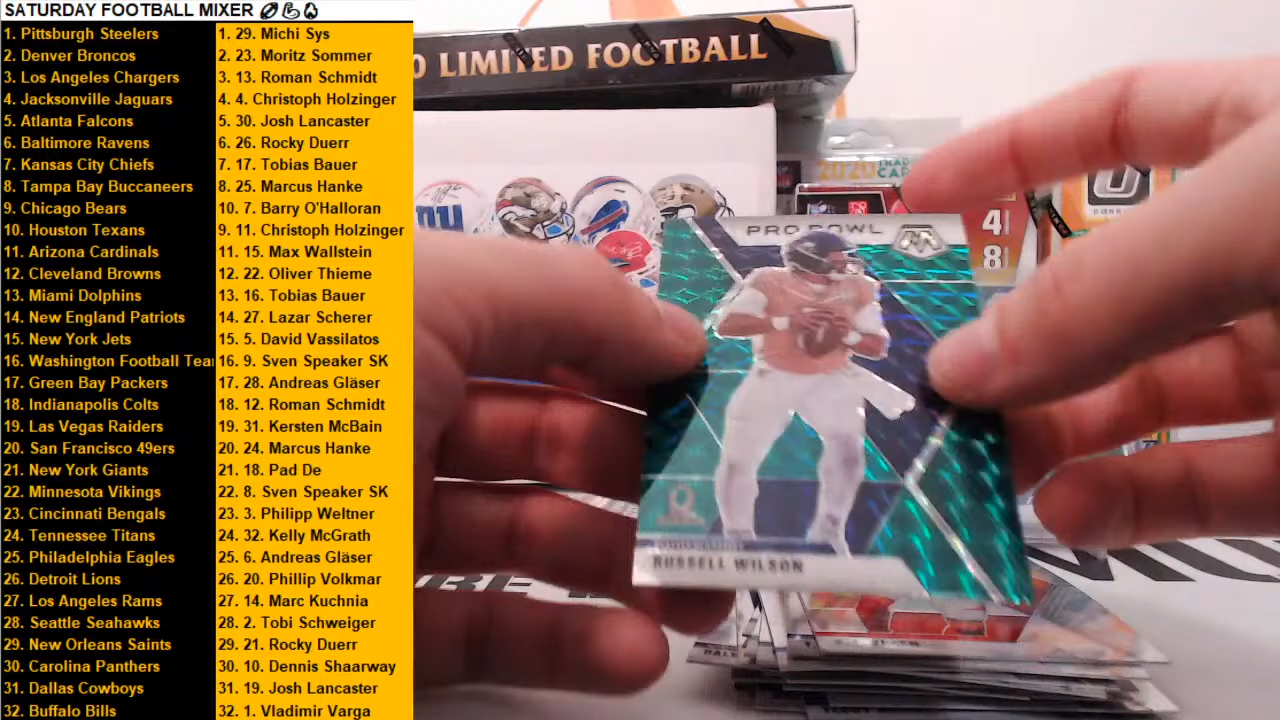 SATURDAY FOOTBALL MIXER
1. Pittsburgh Steelers
2. Denver Broncos
3. Los Angeles Chargers
4. Jacksonville Jaguars
5. Atlanta Falcons
6. Baltimore Ravens
7. Kansas City Chiefs
8. Tampa Bay Buccaneers
9. Chicago Bears
10. Houston Texans
11. Arizona Cardinals
12. Cleveland Browns
13. Miami Dolphins
14. New England Patriots
15. New York Jets
16. Washington Football Tea
17. Green Bay Packers
18. Indianapolis Colts
19. Las Vegas Raiders
20. San Francisco 49ers
21. New York Giants
22. Minnesota Vikings
23. Cincinnati Bengals
24. Tennessee Titans
25. Philadelphia Eagles
26. Detroit Lions
27. Los Angeles Rams
28. Seattle Seahawks
29. New Orleans Saints
30. Carolina Panthers
31. Dallas Cowboys
32. Buffalo Bills
1. 29. Michi Sys
2. 23. Moritz Sommer
3. 13. Roman Schmidt
4. 4. Christoph Holzinger
5. 30. Josh Lancaster
6. 26. Rocky Duerr
7. 17. Tobias Bauer
8. 25. Marcus Hanke
10. 7. Barry O'Halloran
9. 11. Christoph Holzinger
11. 15. Max Wallstein
12. 22. Oliver Thieme
13. 16. Tobias Bauer
14. 27. Lazar Scherer
15. 5. David Vassilatos
16. 9. Sven Speaker SK
17. 28. Andreas Gläser
18. 12. Roman Schmidt
19. 31. Kersten McBain
20. 24. Marcus Hanke
21. 18. Pad De
22. 8. Sven Speaker SK
23. 3. Philipp Weltner
24. 32. Kelly McGrath
25. 6. Andreas Gläser
26. 20. Phillip Volkmar
27. 14. Marc Kuchnia
28. 2. Tobi Schweiger
29. 21. Rocky Duerr
30. 10. Dennis Shaarway
31. 19. Josh Lancaster
32. 1. Vladimir Varga
0 LIMITED FOOTBALL
2020 TRADING CAR
4
8
PRO BOWL
RUSSELL WILSON